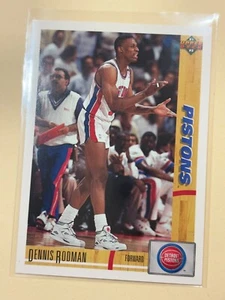 PISTONS
DENNIS RODMAN
FORWARD
DETROIT PISTONS